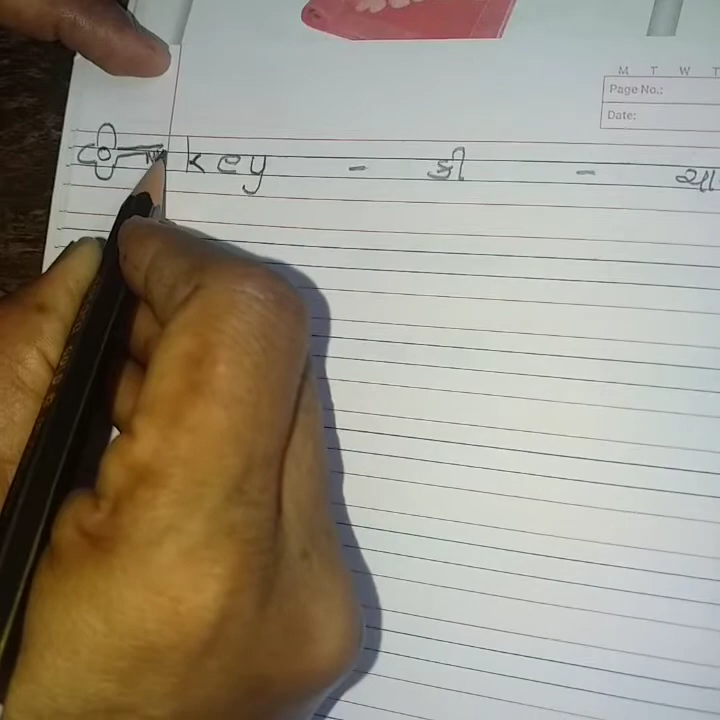 M T W T
Page No.:
Date:
key - કી - ચા